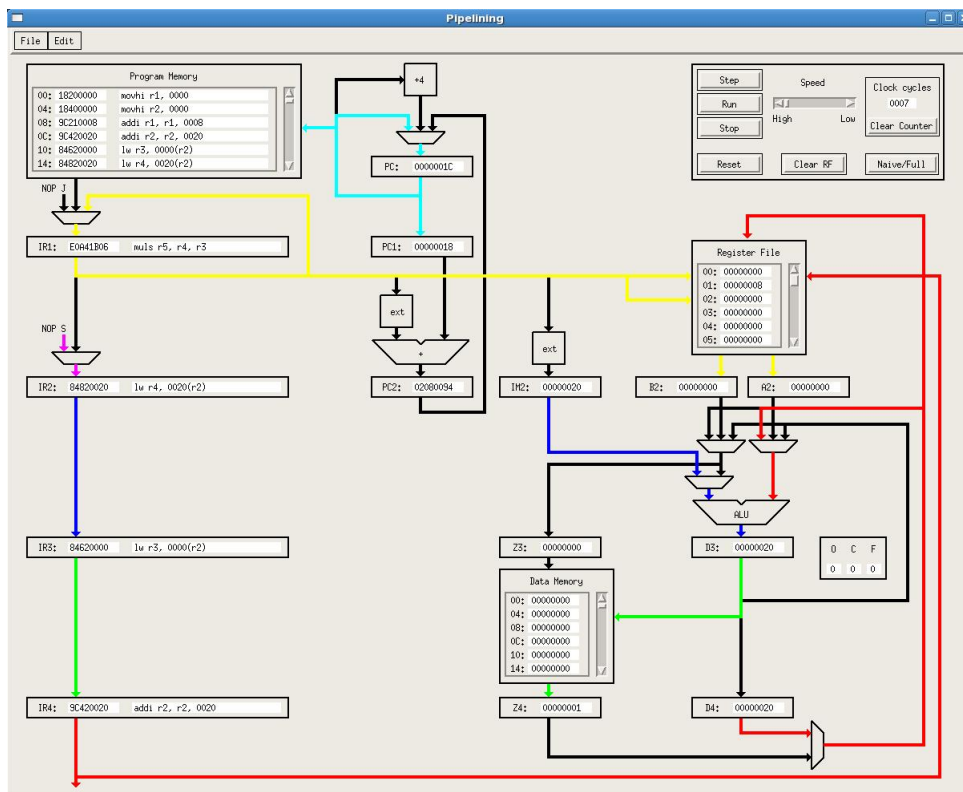 Pipelining
File Edit
Program Memory
00: 18200000 movhi r1, 0000
04: 18400000 movhi r2, 0000
08: 9C210008 addi r1, r1, 0008
0C: 9C420020 addi r2, r2, 0020
10: 84620000 lw r3, 0000(r2)
14: 84820020 lw r4, 0020(r2)
+4
PC: 0000001C
Step
Run
Stop
Speed
High Low
Clock cycles
0007
Clear Counter
Reset Clear RF Naive/Full
NOP J
IR1: E0A41B06 muls r5, r4, r3
PC1: 00000018
Register File
00: 00000000
01: 00000008
02: 00000000
03: 00000000
04: 00000000
05: 00000000
ext
+
ext
NOP S
IR2: 84820020 lw r4, 0020(r2)
PC2: 02080094
IM2: 00000020
B2: 00000000
A2: 00000000
ALU
IR3: 84620000 lw r3, 0000(r2)
Z3: 00000000
D3: 00000020
O C F
0 0 0
Data Memory
00: 00000000
04: 00000000
08: 00000000
0C: 00000000
10: 00000000
14: 00000000
IR4: 9C420020 addi r2, r2, 0020
Z4: 00000001
D4: 00000020